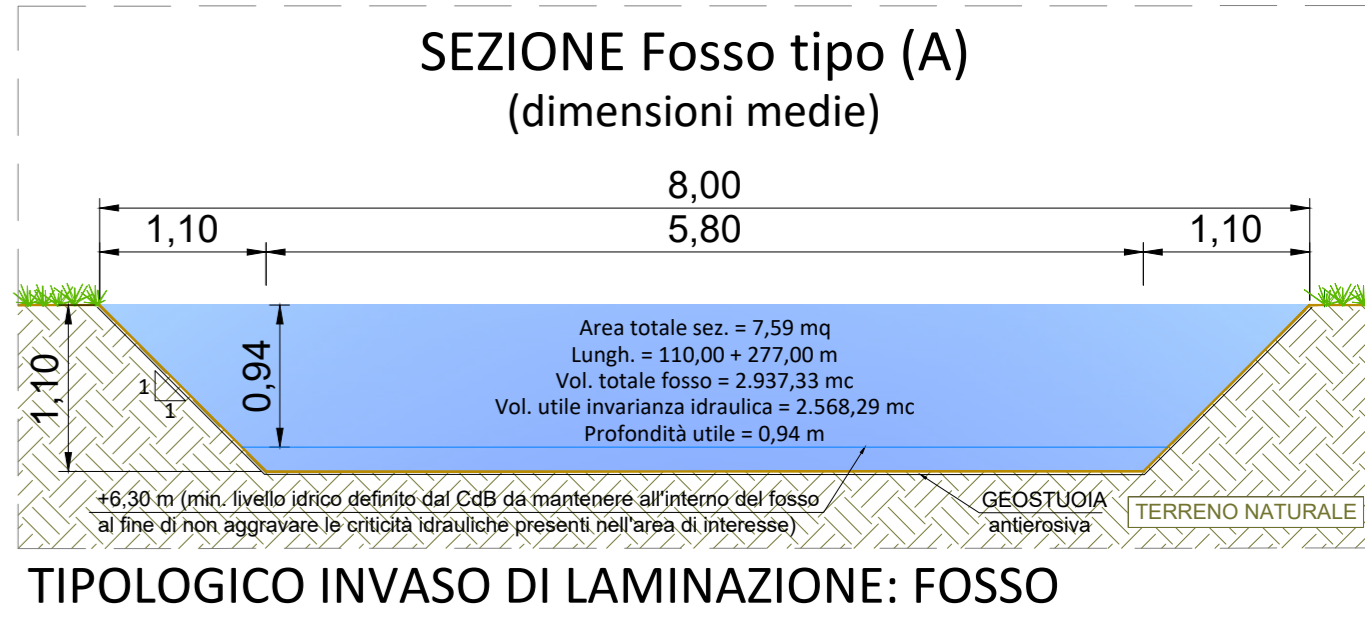 SEZIONE Fosso tipo (A)
(dimensioni medie)
8,00
1,10
5,80
1,10
1,10
0,94
1
1
Area totale sez. = 7,59 mq
Lungh. = 110,00 + 277,00 m
Vol. totale fosso = 2.937,33 mc
Vol. utile invarianza idraulica = 2.568,29 mc
Profondità utile = 0,94 m
+6,30 m (min. livello idrico definito dal CdB da mantenere all'interno del fosso
al fine di non aggravare le criticità idrauliche presenti nell'area di interesse)
GEOSTUOIA
antierosiva
TERRENO NATURALE
TIPOLOGICO INVASO DI LAMINAZIONE: FOSSO